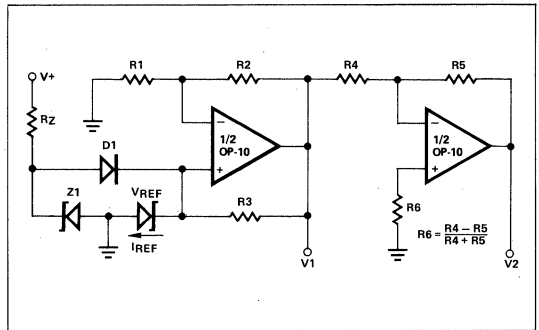 R1
R2
R4
R5
V+
RZ
D1
1/2
OP-10
−
+
1/2
OP-10
−
+
Z1
VREF
IREF
R3
R6
R6 = R4 − R5
R4 + R5
V1
V2